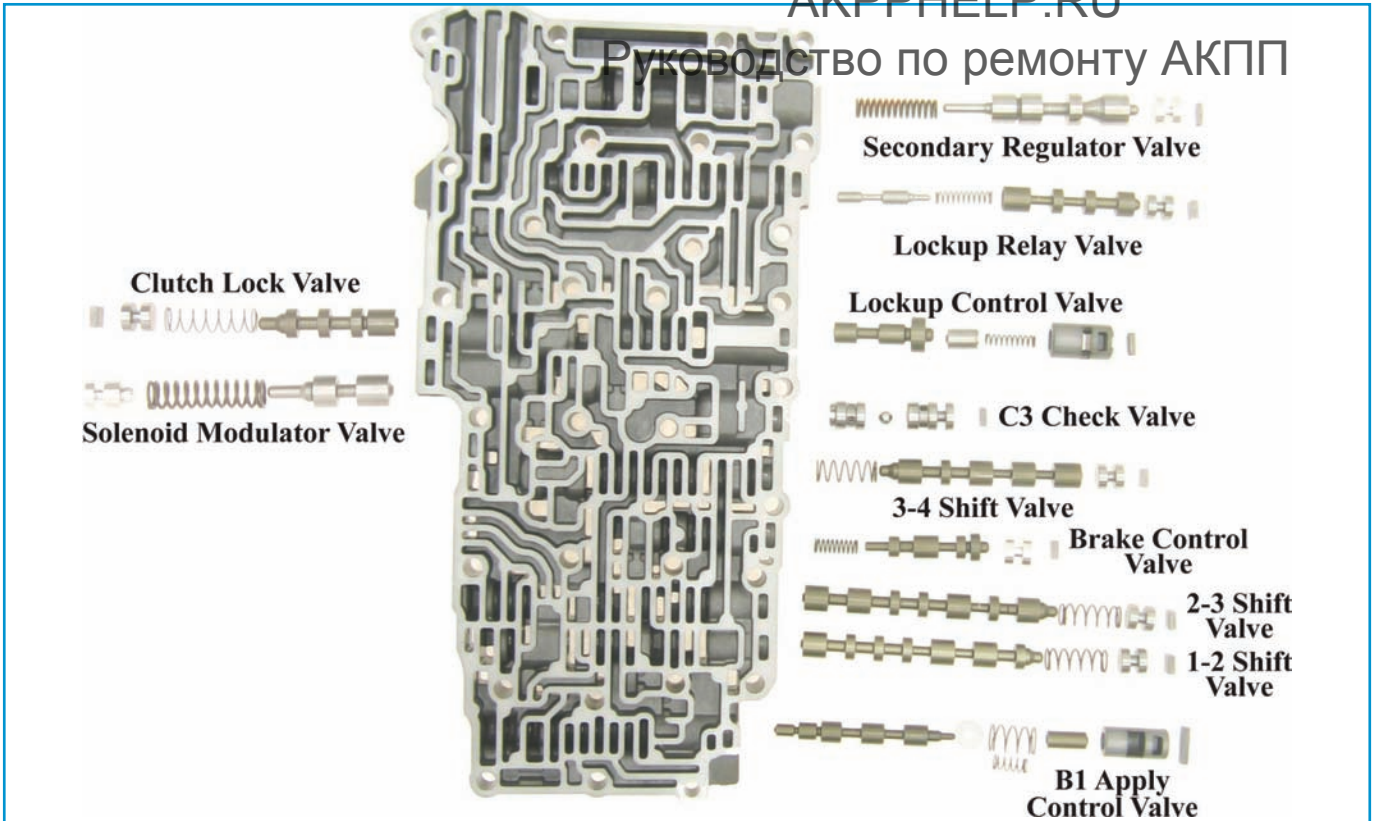 AKPPHELP.RU
Руководство по ремонту АКПП
Secondary Regulator Valve
Lockup Relay Valve
Clutch Lock Valve
Lockup Control Valve
Solenoid Modulator Valve
C3 Check Valve
3-4 Shift Valve
Brake Control
Valve
2-3 Shift
Valve
1-2 Shift
Valve
B1 Apply
Control Valve